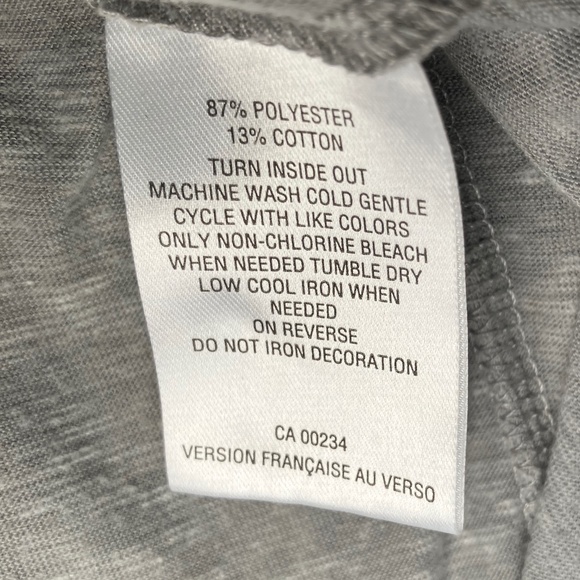 87% POLYESTER
13% COTTON
TURN INSIDE OUT
MACHINE WASH COLD GENTLE
CYCLE WITH LIKE COLORS
ONLY NON-CHLORINE BLEACH
WHEN NEEDED TUMBLE DRY
LOW COOL IRON WHEN
NEEDED
ON REVERSE
DO NOT IRON DECORATION
CA 00234
VERSION FRANÇAISE AU VERSO